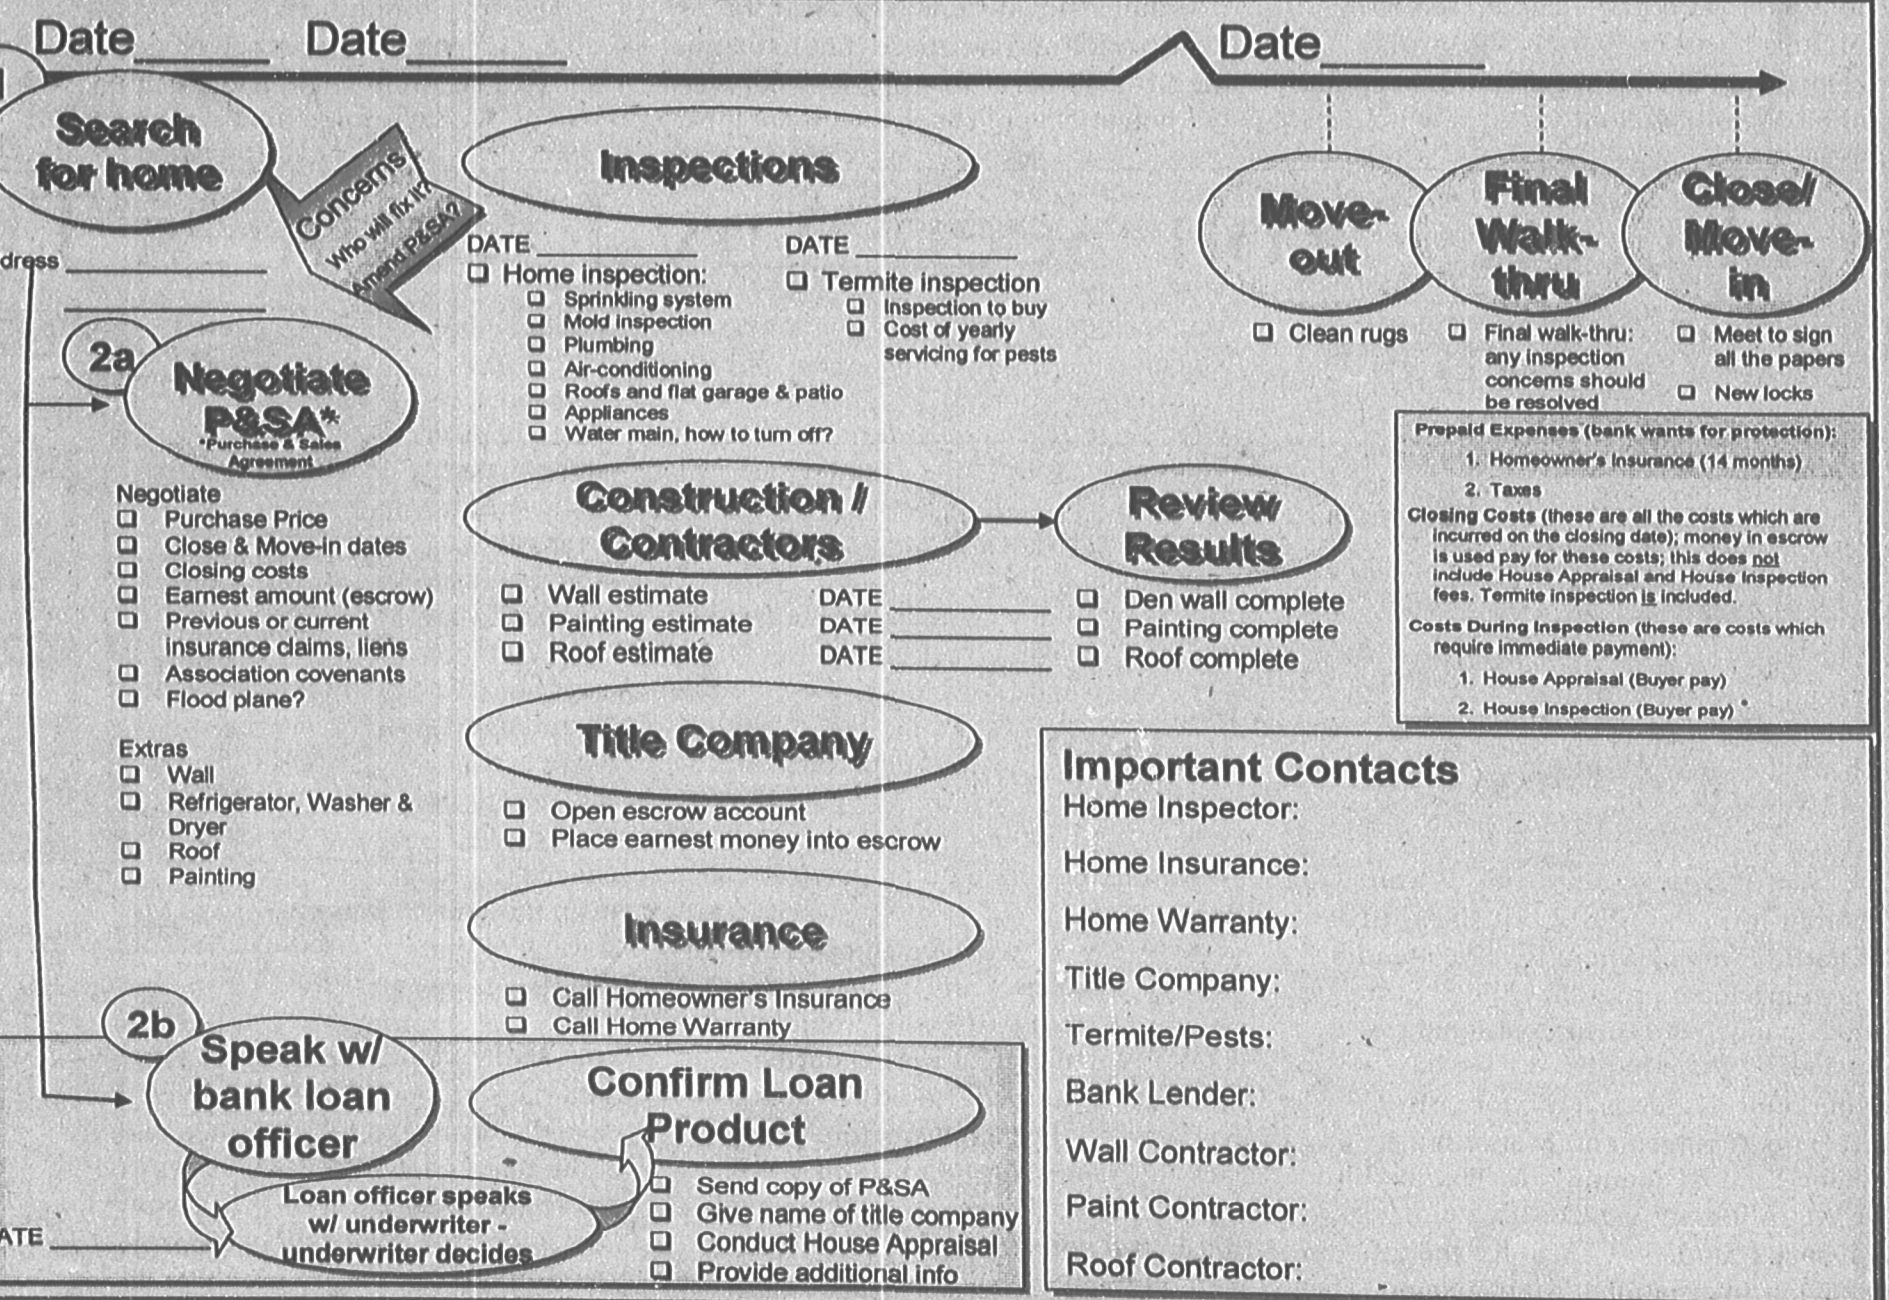 Date Date Date
Search
for home
Concerns
Who will fix it?
Amend P&SA?
dress
2a
Negotiate
P&SA*
*Purchase & Sales
Agreement
Negotiate
Purchase Price
Close & Move-in dates
Closing costs
Earnest amount (escrow)
Previous or current
insurance claims, liens
Association covenants
Flood plane?
Extras
Wall
Refrigerator, Washer &
Dryer
Roof
Painting
2b
Speak w/
bank loan
officer
Loan officer speaks
w/ underwriter -
underwriter decides
ATE
Inspections
DATE
Home inspection:
Sprinkling system
Mold inspection
Plumbing
Air-conditioning
Roofs and flat garage & patio
Appliances
Water main, how to turn off?
DATE
Termite inspection
Inspection to buy
Cost of yearly
servicing for pests
Construction //
Contractors
Wall estimate DATE
Painting estimate DATE
Roof estimate DATE
Review
Results
Den wall complete
Painting complete
Roof complete
Title Company
Open escrow account
Place earnest money into escrow
Insurance
Call Homeowner's Insurance
Call Home Warranty
Confirm Loan
Product
Send copy of P&SA
Give name of title company
Conduct House Appraisal
Provide additional info
Move-
out
Clean rugs
Final
Walk-
thru
Final walk-thru:
any inspection
concerns should
be resolved
Close/
Move-
in
Meet to sign
all the papers
New locks
Prepaid Expenses (bank wants for protection):
1. Homeowner's Insurance (14 months)
2. Taxes
Closing Costs (these are all the costs which are
incurred on the closing date); money in escrow
is used pay for these costs; this does not
include House Appraisal and House Inspection
fees. Termite inspection is included.
Costs During Inspection (these are costs which
require immediate payment):
1. House Appraisal (Buyer pay)
2. House Inspection (Buyer pay)
Important Contacts
Home Inspector:
Home Insurance:
Home Warranty:
Title Company:
Termite/Pests:
Bank Lender:
Wall Contractor:
Paint Contractor:
Roof Contractor: